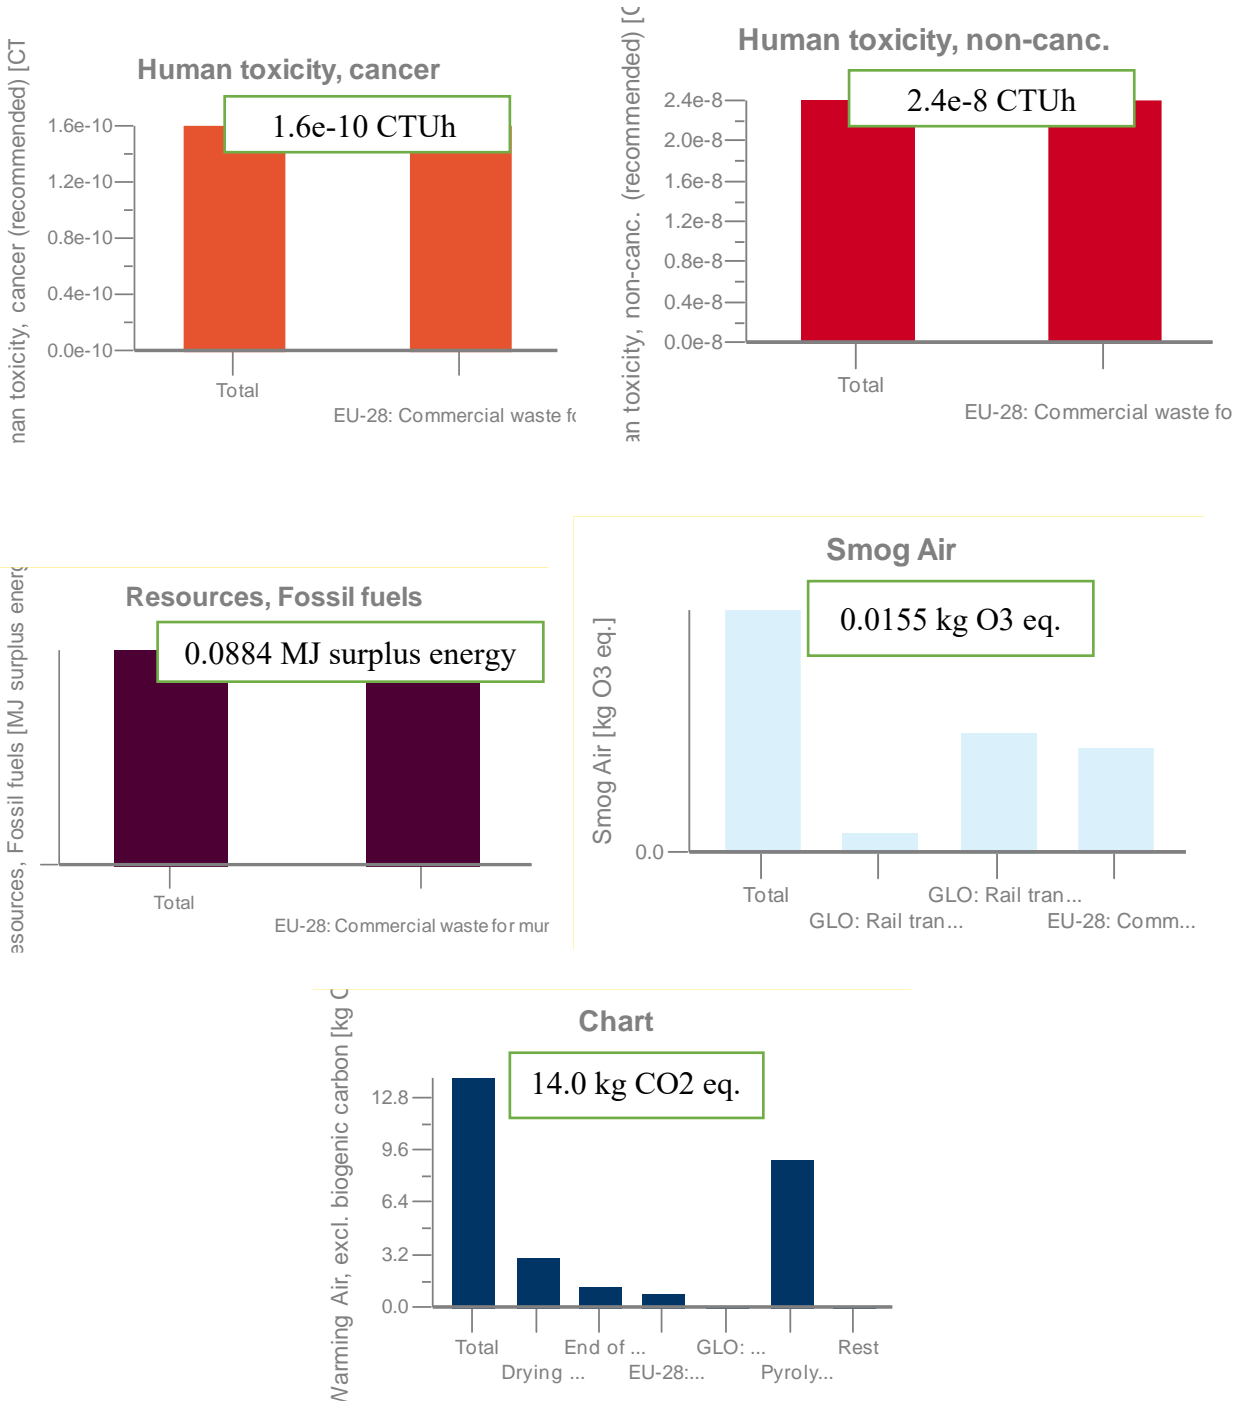 Human toxicity, cancer
1.6e-10 CTUh
nan toxicity, cancer (recommended) [CT
1.6e-10
1.2e-10
0.8e-10
0.4e-10
0.0e-10
Total
EU-28: Commercial waste fo
Human toxicity, non-canc.
2.4e-8 CTUh
an toxicity, non-canc. (recommended) [C
2.4e-8
2.0e-8
1.6e-8
1.2e-8
0.8e-8
0.4e-8
0.0e-8
Total
EU-28: Commercial waste fo
Resources, Fossil fuels
0.0884 MJ surplus energy
esources, Fossil fuels [MJ surplus energ
Total
EU-28: Commercial waste for mur
Smog Air
0.0155 kg O3 eq.
Smog Air [kg O3 eq.]
0.0
Total
GLO: Rail tran...
GLO: Rail tran...
EU-28: Comm...
Chart
14.0 kg CO2 eq.
Warming Air, excl. biogenic carbon [kg C
12.8
9.6
6.4
3.2
0.0
Total
Drying ...
End of ...
EU-28:...
GLO: ...
Pyroly...
Rest